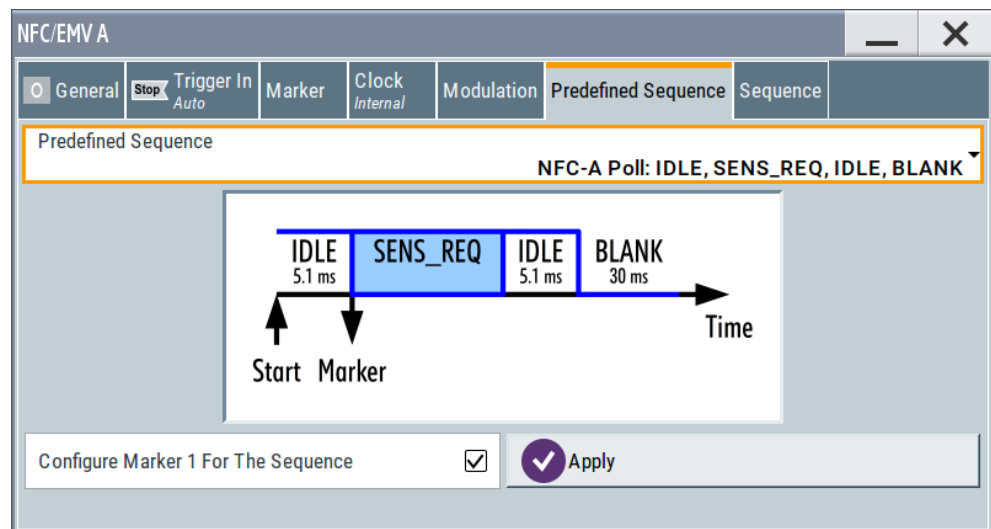 NFC/EMV A
O General
Stop Trigger In
Auto
Marker
Clock
Internal
Modulation
Predefined Sequence
Sequence
Predefined Sequence
NFC-A Poll: IDLE, SENS_REQ, IDLE, BLANK
IDLE SENS_REQ IDLE BLANK
5.1 ms 5.1 ms 30 ms
Time
Start Marker
Configure Marker 1 For The Sequence
Apply